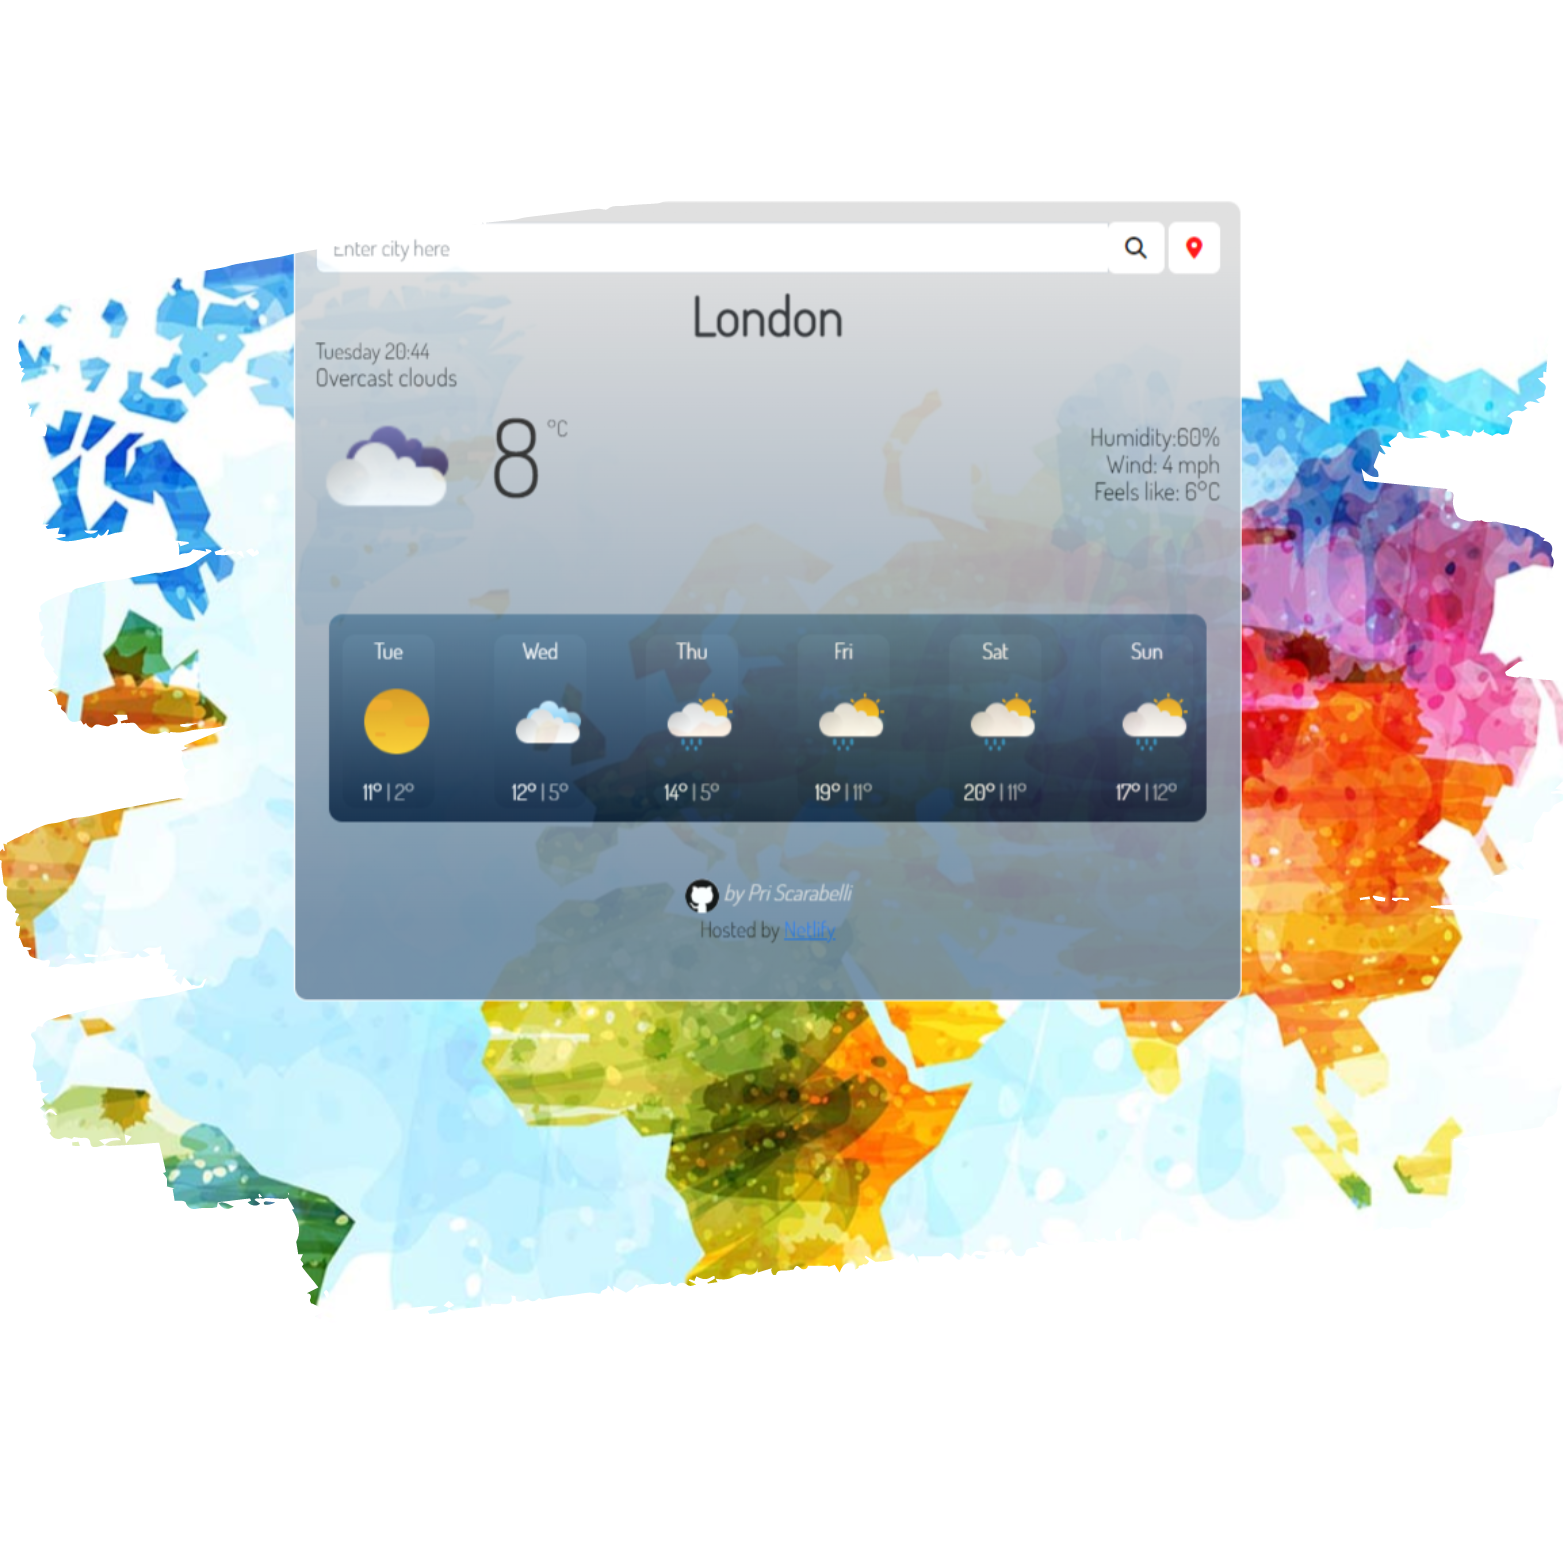 Enter city here
London
Tuesday 20:44
Overcast clouds
8 °C
Humidity:60%
Wind: 4 mph
Feels like: 6°C
Tue Wed Thu Fri Sat Sun
11° | 2° 12° | 5° 14° | 5° 19° | 11° 20° | 11° 17° | 12°
by Pri Scarabelli
Hosted by Netlify